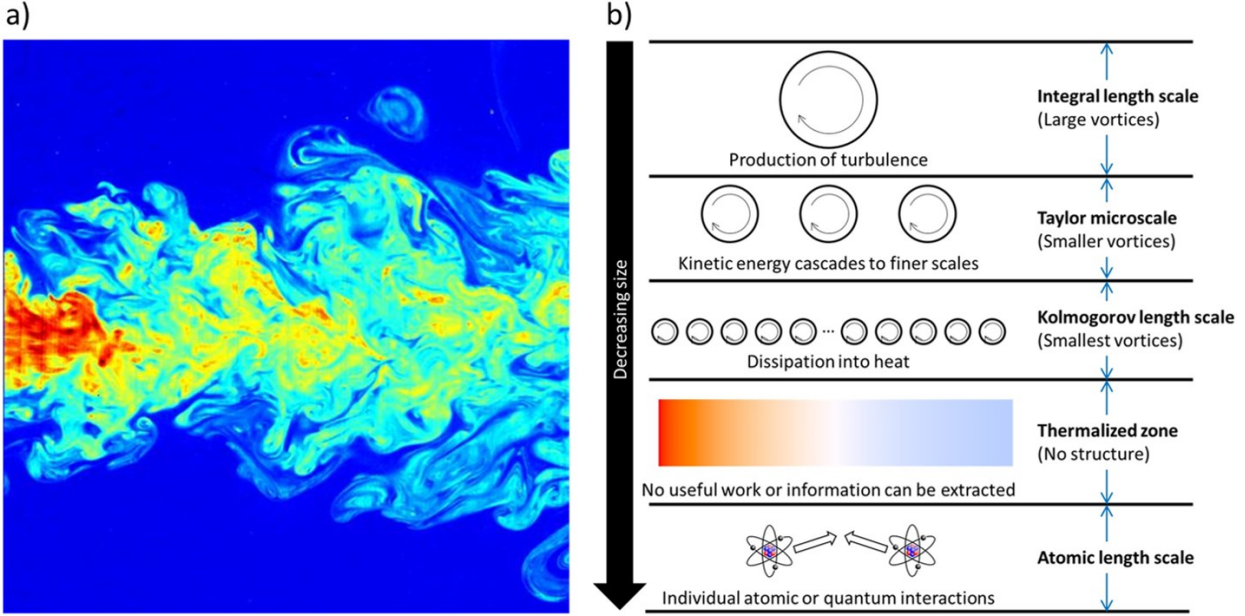 a)
b)
Decreasing size
Production of turbulence
Integral length scale
(Large vortices)
Kinetic energy cascades to finer scales
Taylor microscale
(Smaller vortices)
...
Dissipation into heat
Kolmogorov length scale
(Smallest vortices)
No useful work or information can be extracted
Thermalized zone
(No structure)
Individual atomic or quantum interactions
Atomic length scale